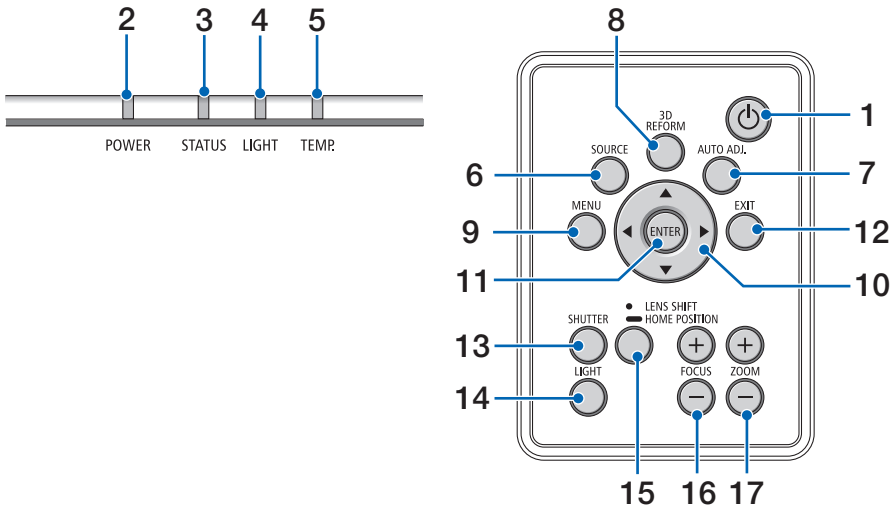 2 3 4 5
POWER STATUS LIGHT TEMP.
8
3D
REFORM
1
SOURCE
AUTO ADJ.
6
7
MENU
EXIT
9
ENTER
12
11
10
LENS SHIFT
SHUTTER
HOME POSITION
13
LIGHT
FOCUS
ZOOM
14
15 16 17